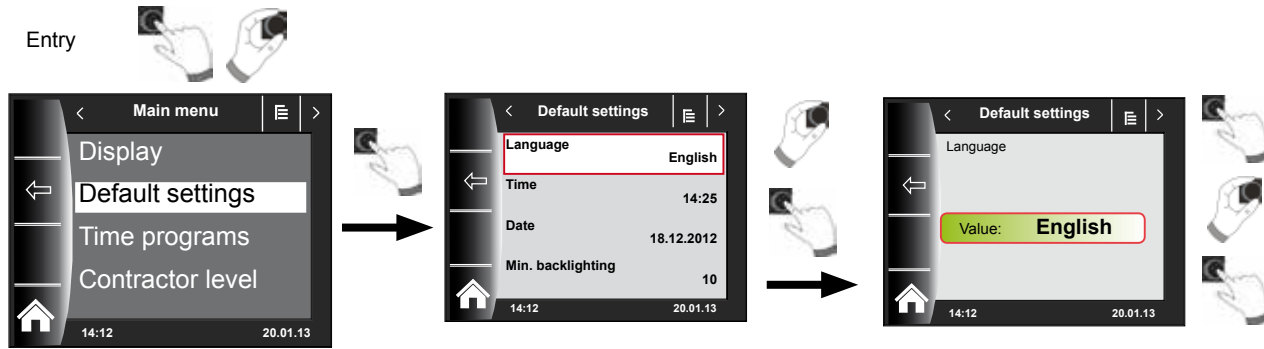 Entry
< Main menu >
Display
Default settings
Time programs
Contractor level
14:12 20.01.13
< Default settings >
Language
English
Time
14:25
Date
18.12.2012
Min. backlighting
10
14:12 20.01.13
< Default settings >
Language
Value: English
14:12 20.01.13